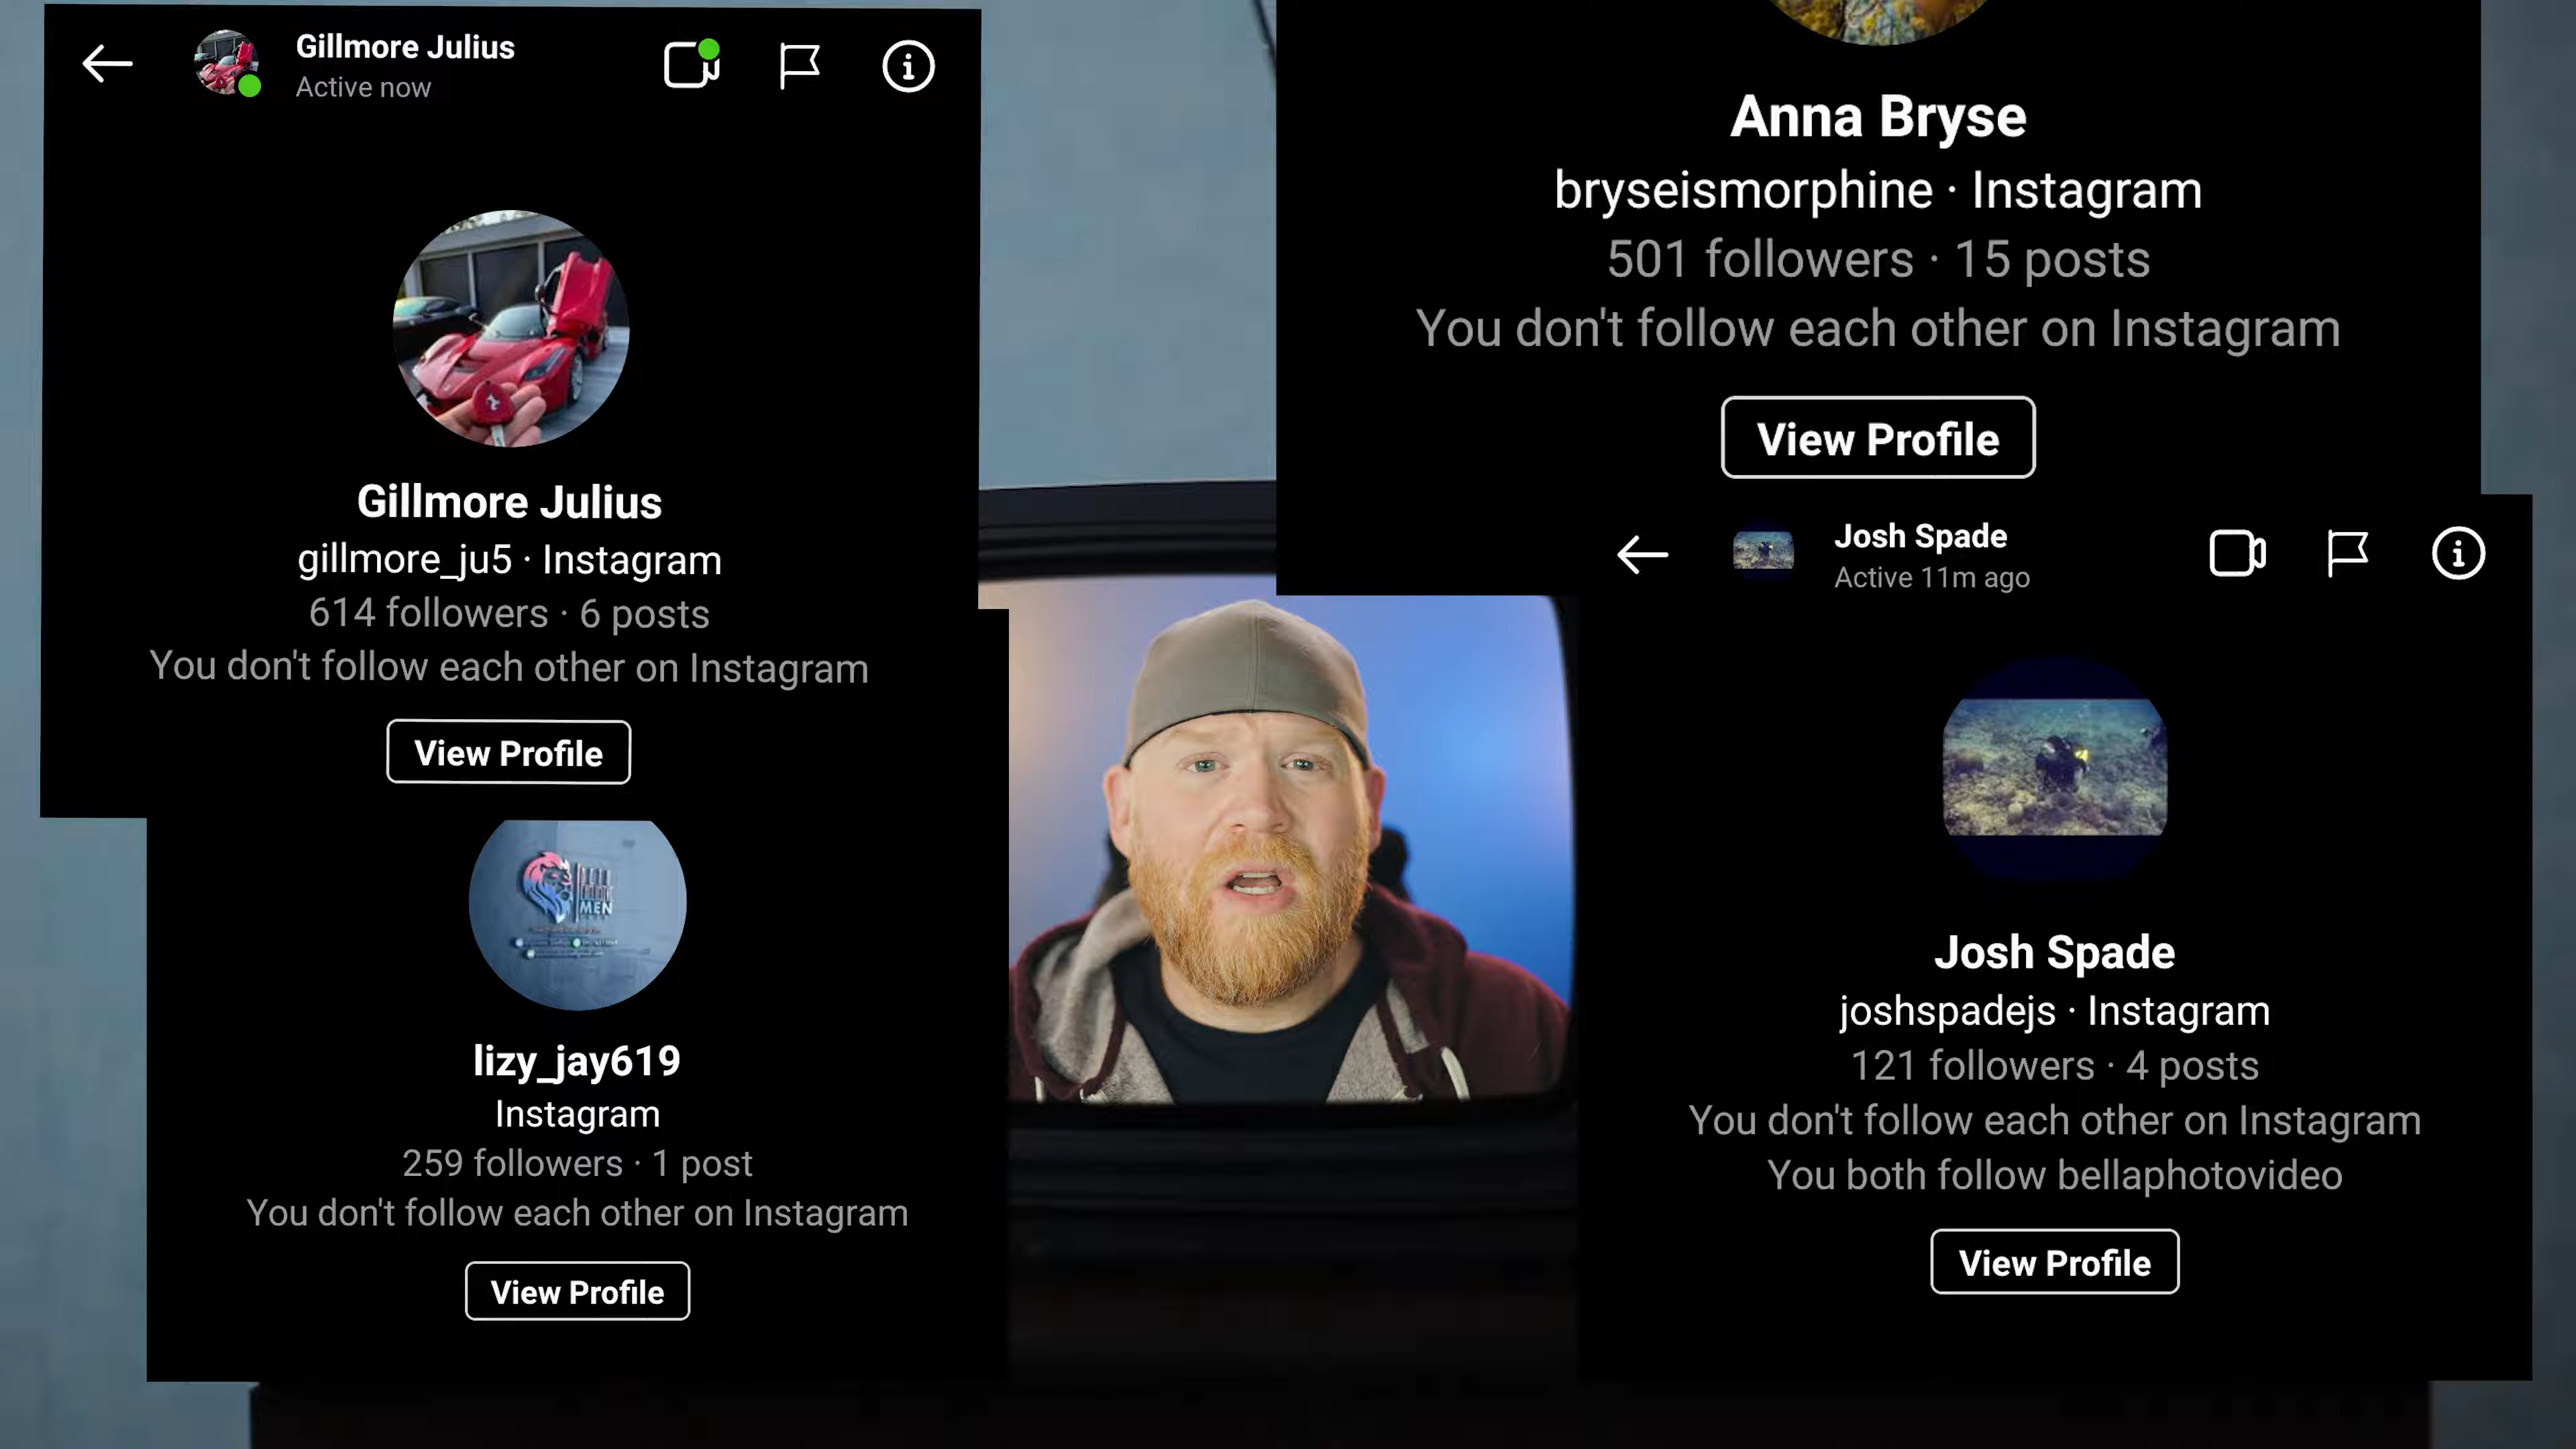 Gillmore Julius
Active now
Gillmore Julius
gillmore_ju5 · Instagram
614 followers · 6 posts
You don't follow each other on Instagram
View Profile
MEN
lizy_jay619
Instagram
259 followers · 1 post
You don't follow each other on Instagram
View Profile
Anna Bryse
bryseismorphine · Instagram
501 followers · 15 posts
You don't follow each other on Instagram
View Profile
Josh Spade
Active 11m ago
Josh Spade
joshspadejs · Instagram
121 followers · 4 posts
You don't follow each other on Instagram
You both follow bellaphotovideo
View Profile